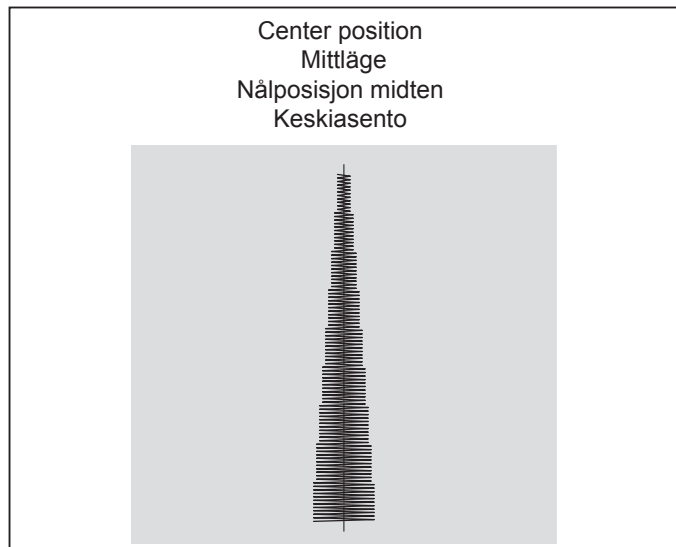 Center position
Mittläge
Nålposisjon midten
Keskiasento